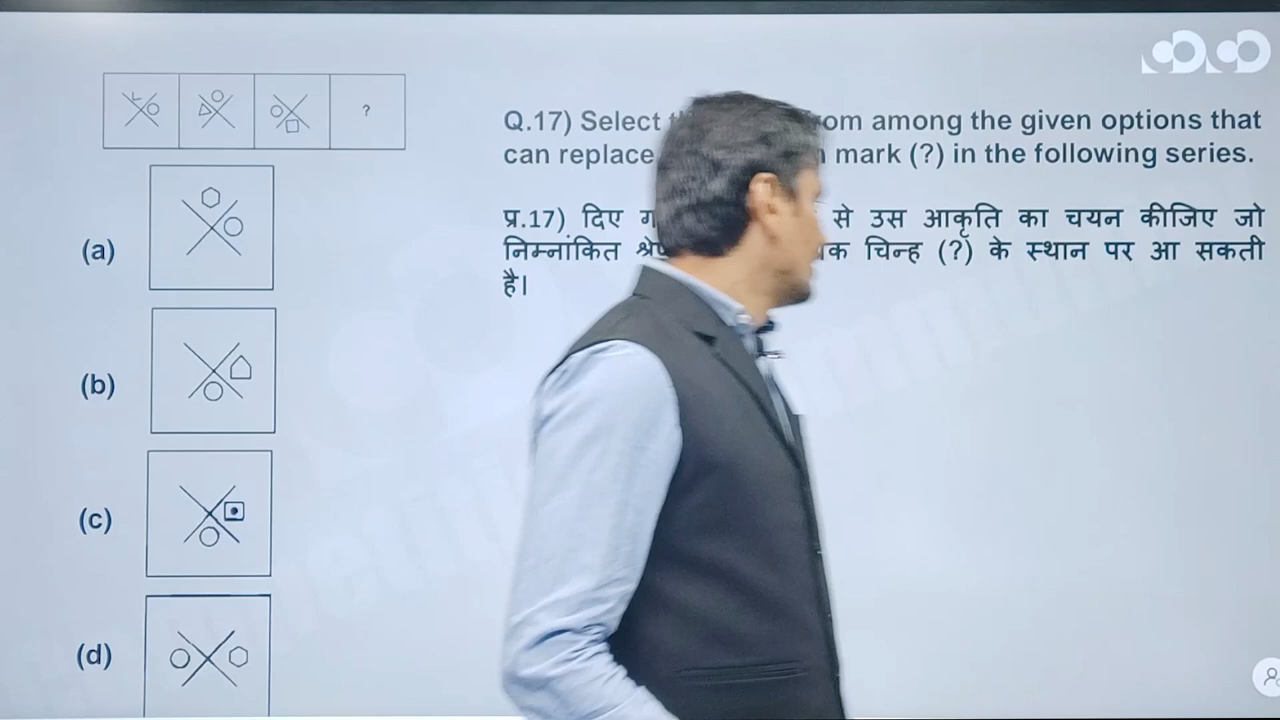 ?
Q.17) Select om among the given options that
can replace mark (?) in the following series.
प्र.17) दिए से उस आकृति का चयन कीजिए जो
निम्नांकित चिन्ह (?) के स्थान पर आ सकती
है।
(a)
(b)
(c)
(d)